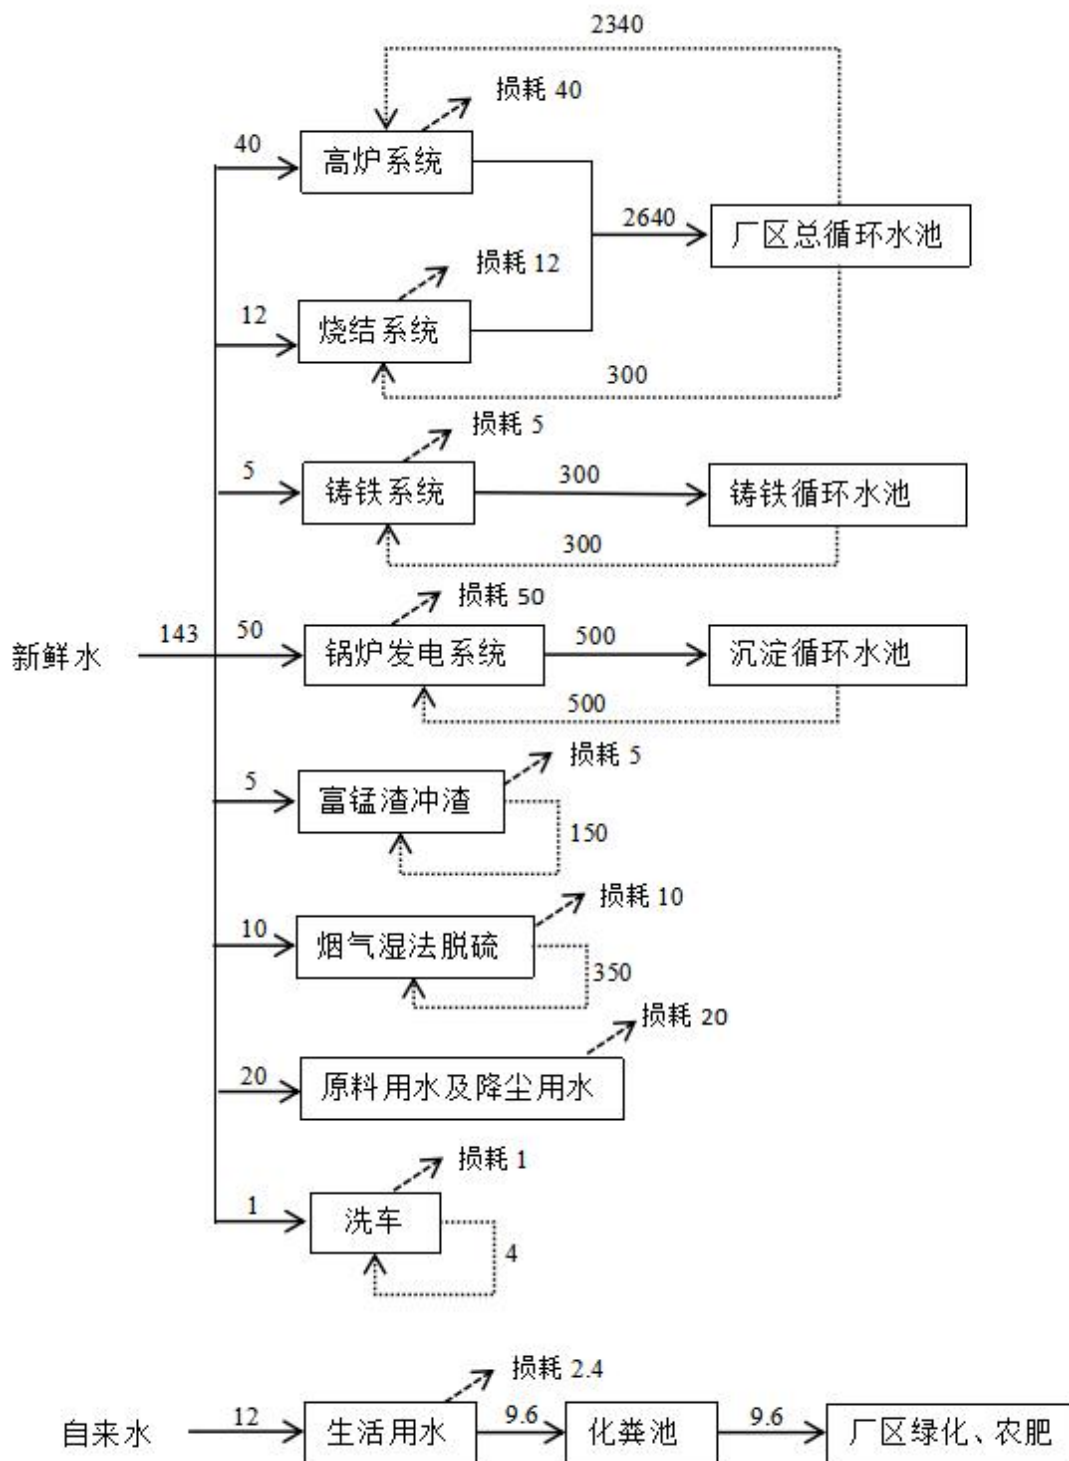 2340
损耗 40
40
高炉系统
2640
厂区总循环水池
损耗 12
12
烧结系统
300
损耗 5
5
铸铁系统
300
铸铁循环水池
300
损耗 50
新鲜水
143
50
锅炉发电系统
500
沉淀循环水池
500
损耗 5
5
富锰渣冲渣
150
损耗 10
10
烟气湿法脱硫
350
损耗 20
20
原料用水及降尘用水
损耗 1
1
洗车
4
损耗 2.4
自来水
12
生活用水
9.6
化粪池
9.6
厂区绿化、农肥